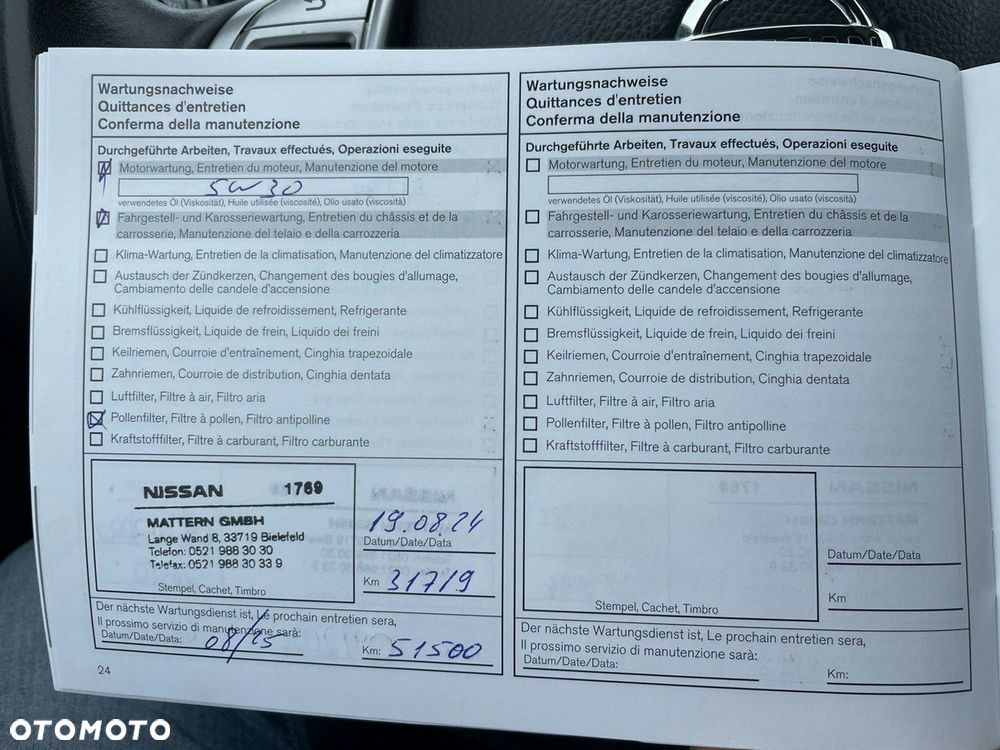 Wartungsnachweise
Quittances d'entretien
Conferma della manutenzione
Durchgeführte Arbeiten, Travaux effectués, Operazioni eseguite
Motorwartung, Entretien du moteur, Manutenzione del motore
5W30
verwendetes Öl (Viskosität), Huile utilisée (viscosité), Olio usato (viscosità)
Fahrgestell- und Karosseriewartung, Entretien du châssis et de la
carrosserie, Manutenzione del telaio e della carrozzeria
Klima-Wartung, Entretien de la climatisation, Manutenzione del climatizzatore
Austausch der Zündkerzen, Changement des bougies d'allumage,
Cambiamento delle candele d'accensione
Kühlflüssigkeit, Liquide de refroidissement, Refrigerante
Bremsflüssigkeit, Liquide de frein, Liquido dei freini
Keilriemen, Courroie d'entraînement, Cinghia trapezoidale
Zahnriemen, Courroie de distribution, Cinghia dentata
Luftfilter, Filtre à air, Filtro aria
Pollenfilter, Filtre à pollen, Filtro antipolline
Kraftstofffilter, Filtre à carburant, Filtro carburante
NISSAN 1769
MATTERN GMBH
Lange Wand 8, 33719 Bielefeld
Telefon: 0521 988 30 30
Telefax: 0521 988 30 33 9
Stempel, Cachet, Timbro
19.08.24
Datum/Date/Data
Km 31719
Der nächste Wartungsdienst ist, Le prochain entretien sera,
Il prossimo servizio di manutenzione sarà:
Datum/Date/Data: 08/25
Km: 51500
24
Wartungsnachweise
Quittances d'entretien
Conferma della manutenzione
Durchgeführte Arbeiten, Travaux effectués, Operazioni eseguite
Motorwartung, Entretien du moteur, Manutenzione del motore
verwendetes Öl (Viskosität), Huile utilisée (viscosité), Olio usato (viscosità)
Fahrgestell- und Karosseriewartung, Entretien du châssis et de la
carrosserie, Manutenzione del telaio e della carrozzeria
Klima-Wartung, Entretien de la climatisation, Manutenzione del climatizzatore
Austausch der Zündkerzen, Changement des bougies d'allumage,
Cambiamento delle candele d'accensione
Kühlflüssigkeit, Liquide de refroidissement, Refrigerante
Bremsflüssigkeit, Liquide de frein, Liquido dei freini
Keilriemen, Courroie d'entraînement, Cinghia trapezoidale
Zahnriemen, Courroie de distribution, Cinghia dentata
Luftfilter, Filtre à air, Filtro aria
Pollenfilter, Filtre à pollen, Filtro antipolline
Kraftstofffilter, Filtre à carburant, Filtro carburante
Stempel, Cachet, Timbro
Datum/Date/Data
Km
Der nächste Wartungsdienst ist, Le prochain entretien sera,
Il prossimo servizio di manutenzione sarà:
Datum/Date/Data:
Km:
OTOMOTO